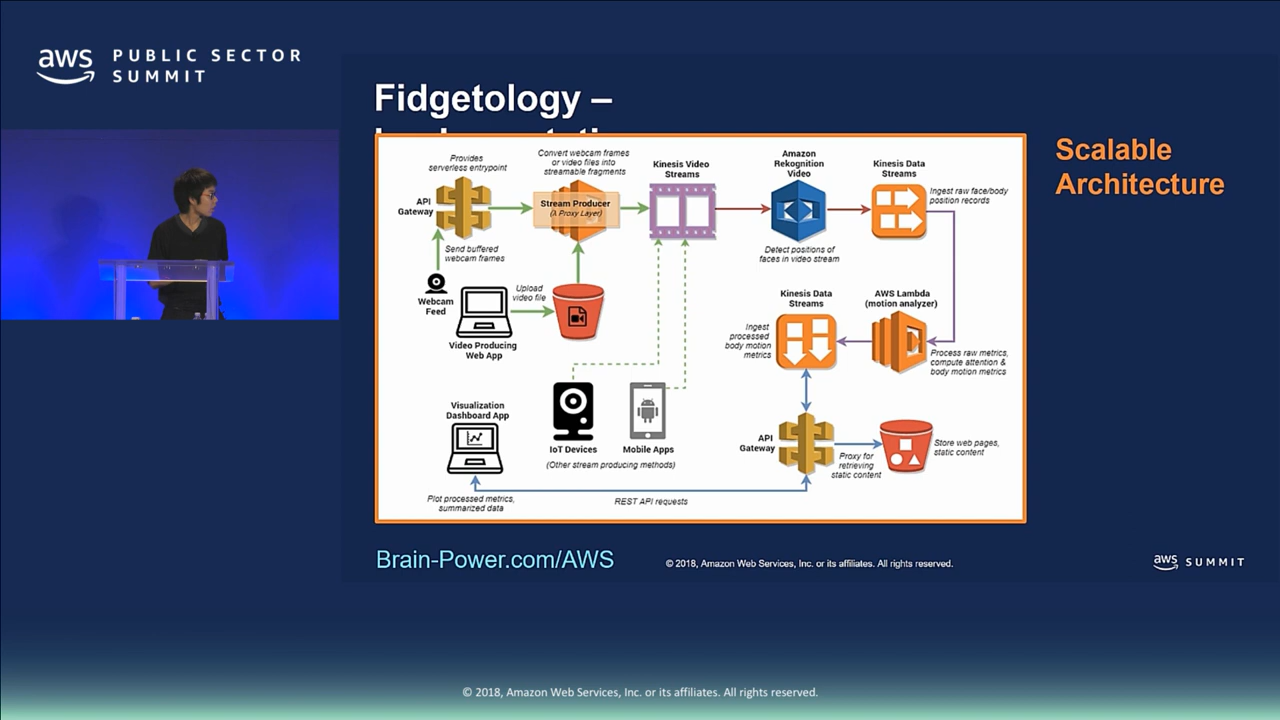 aws PUBLIC SECTOR
SUMMIT
Fidgetology –
Scalable
Architecture
Provides
serverless entrypoint
API
Gateway
Convert webcam frames
or video files into
streamable fragments
Stream Producer
(λ Proxy Layer)
Kinesis Video
Streams
Amazon
Rekognition
Video
Kinesis Data
Streams
Ingest raw face/body
position records
Send buffered
webcam frames
Detect positions of
faces in video stream
Webcam
Feed
Upload
video file
Video Producing
Web App
Kinesis Data
Streams
AWS Lambda
(motion analyzer)
Ingest
processed
body motion
metrics
Process raw metrics,
compute attention &
body motion metrics
Visualization
Dashboard App
IoT Devices
Mobile Apps
(Other stream producing methods)
API
Gateway
Proxy for
retrieving
static content
Store web pages,
static content
Plot processed metrics,
summarized data
REST API requests
Brain-Power.com/AWS
© 2018, Amazon Web Services, Inc. or its affiliates. All rights reserved.
aws SUMMIT
© 2018, Amazon Web Services, Inc. or its affiliates. All rights reserved.